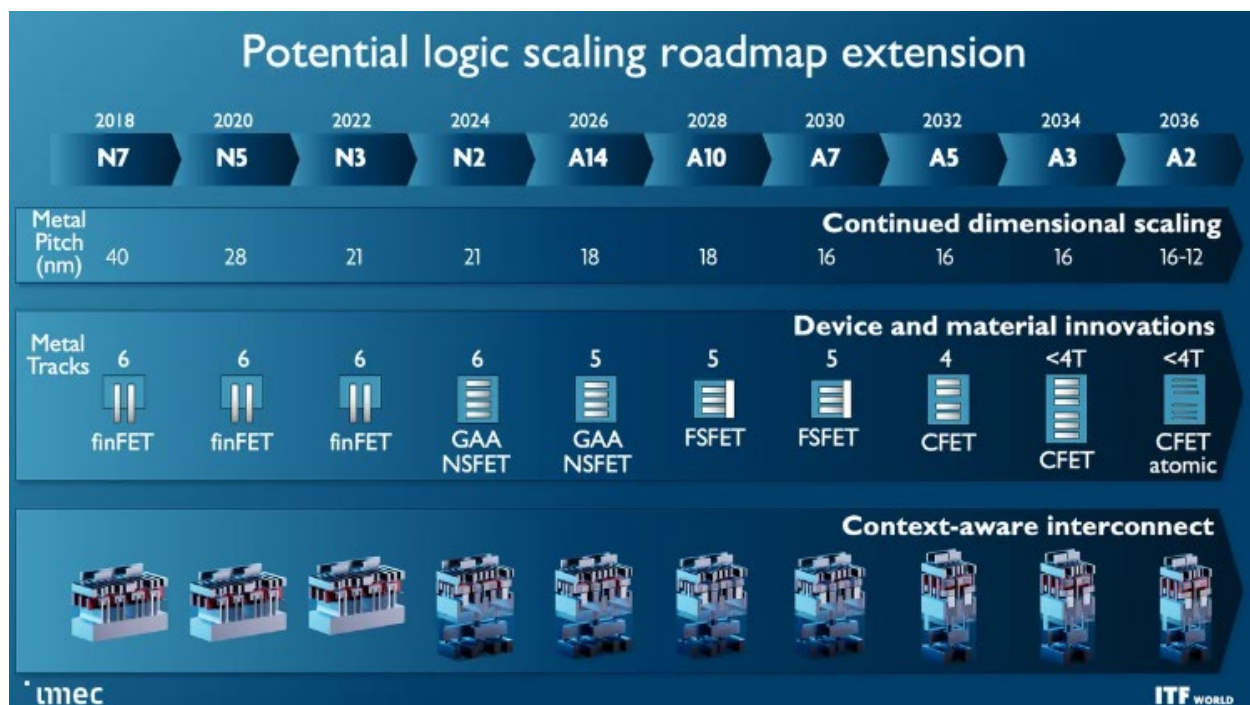 Potential logic scaling roadmap extension
2018 2020 2022 2024 2026 2028 2030 2032 2034 2036
N7 N5 N3 N2 A14 A10 A7 A5 A3 A2
Continued dimensional scaling
Metal
Pitch
(nm)
40 28 21 21 18 18 16 16 16 16-12
Device and material innovations
Metal
Tracks
6 6 6 6 5 5 5 4 <4T <4T
finFET finFET finFET GAA NSFET GAA NSFET FSFET FSFET CFET CFET CFET atomic
Context-aware interconnect
imec
ITF WORLD